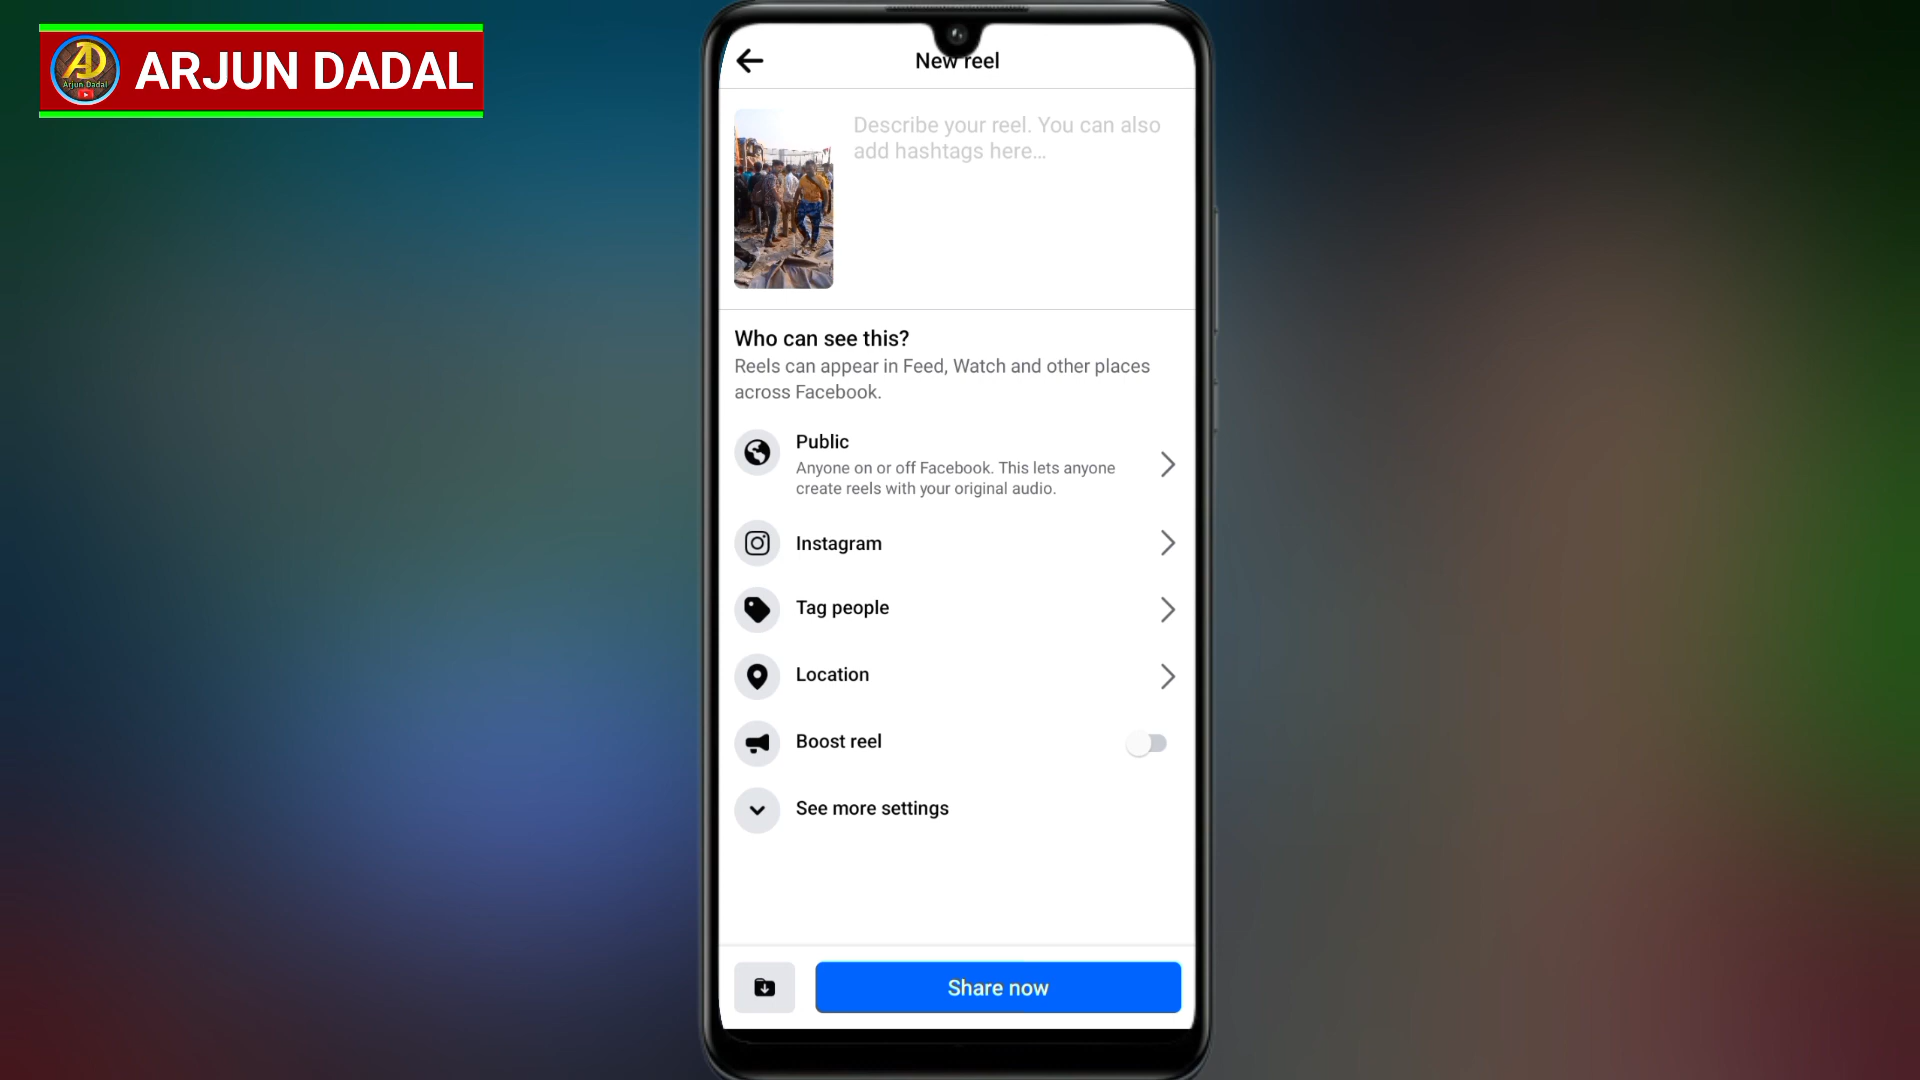 Arjun Dadal
ARJUN DADAL
New reel
Describe your reel. You can also
add hashtags here...
Who can see this?
Reels can appear in Feed, Watch and other places
across Facebook.
Public
Anyone on or off Facebook. This lets anyone
create reels with your original audio.
Instagram
Tag people
Location
Boost reel
See more settings
Share now